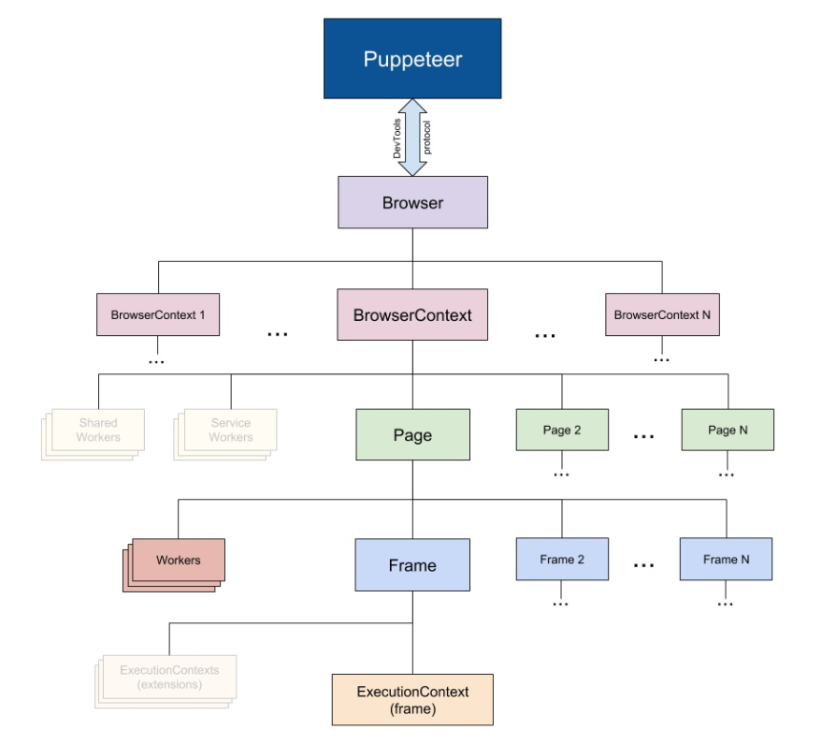 Puppeteer
DevTools
protocol
Browser
BrowserContext 1
...
BrowserContext
...
BrowserContext N
...
...
Shared
Workers
Service
Workers
Page
Page 2
...
Page N
...
...
Workers
Frame
Frame 2
...
Frame N
...
...
ExecutionContexts
(extensions)
ExecutionContext
(frame)